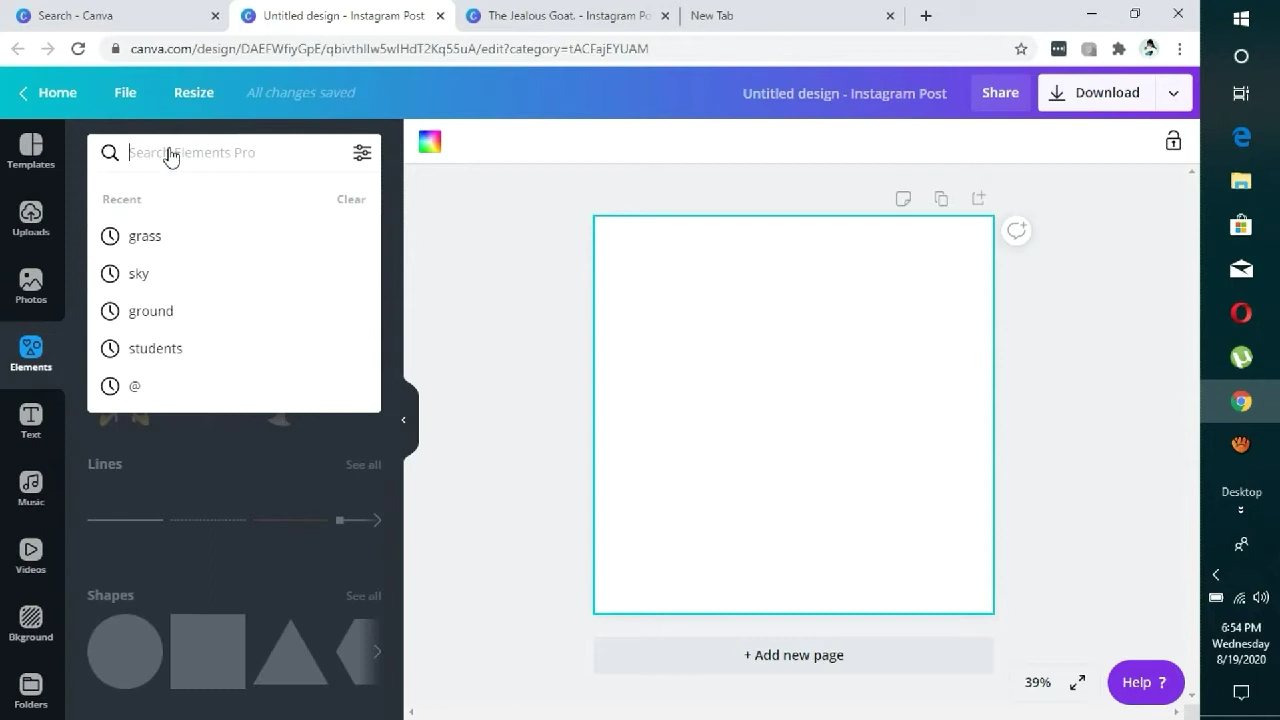 Search - Canva
Untitled design - Instagram Post
The Jealous Goat. - Instagram Po
New Tab
canva.com/design/DAEFWfiyGpE/qbivthIIw5wIHdT2Kq55uA/edit?category=tACFajEYUAM
Home
File
Resize
All changes saved
Untitled design - Instagram Post
Share
Download
Templates
Uploads
Photos
Elements
Text
Music
Videos
Bkground
Folders
Search Elements Pro
Recent
Clear
grass
sky
ground
students
@
Lines
See all
Shapes
See all
+ Add new page
39%
Help ?
Desktop
6:54 PM
Wednesday
8/19/2020